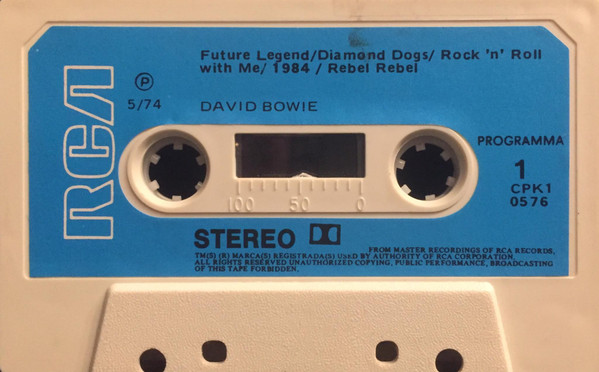 Future Legend/Diamond Dogs/ Rock 'n' Roll
with Me/ 1984 / Rebel Rebel
RCA
Ⓟ
5/74
DAVID BOWIE
PROGRAMMA
1
CPK1
0576
100 50 0
STEREO
FROM MASTER RECORDINGS OF RCA RECORDS,
TM(S) (R) MARCA(S) REGISTRADA(S) USED BY AUTHORITY OF RCA CORPORATION.
ALL RIGHTS RESERVED UNAUTHORIZED COPYING, PUBLIC PERFORMANCE, BROADCASTING
OF THIS TAPE FORBIDDEN.